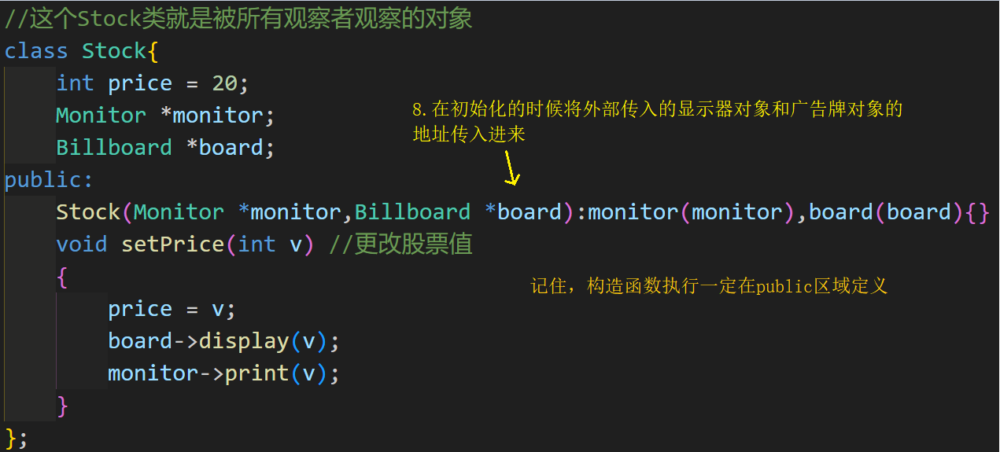 //这个Stock类就是被所有观察者观察的对象
class Stock{
int price = 20;
Monitor *monitor;
Billboard *board;
8.在初始化的时候将外部传入的显示器对象和广告牌对象的
地址传入进来
public:
Stock(Monitor *monitor,Billboard *board):monitor(monitor),board(board){}
void setPrice(int v) //更改股票值
{
记住，构造函数执行一定在public区域定义
price = v;
board->display(v);
monitor->print(v);
}
};